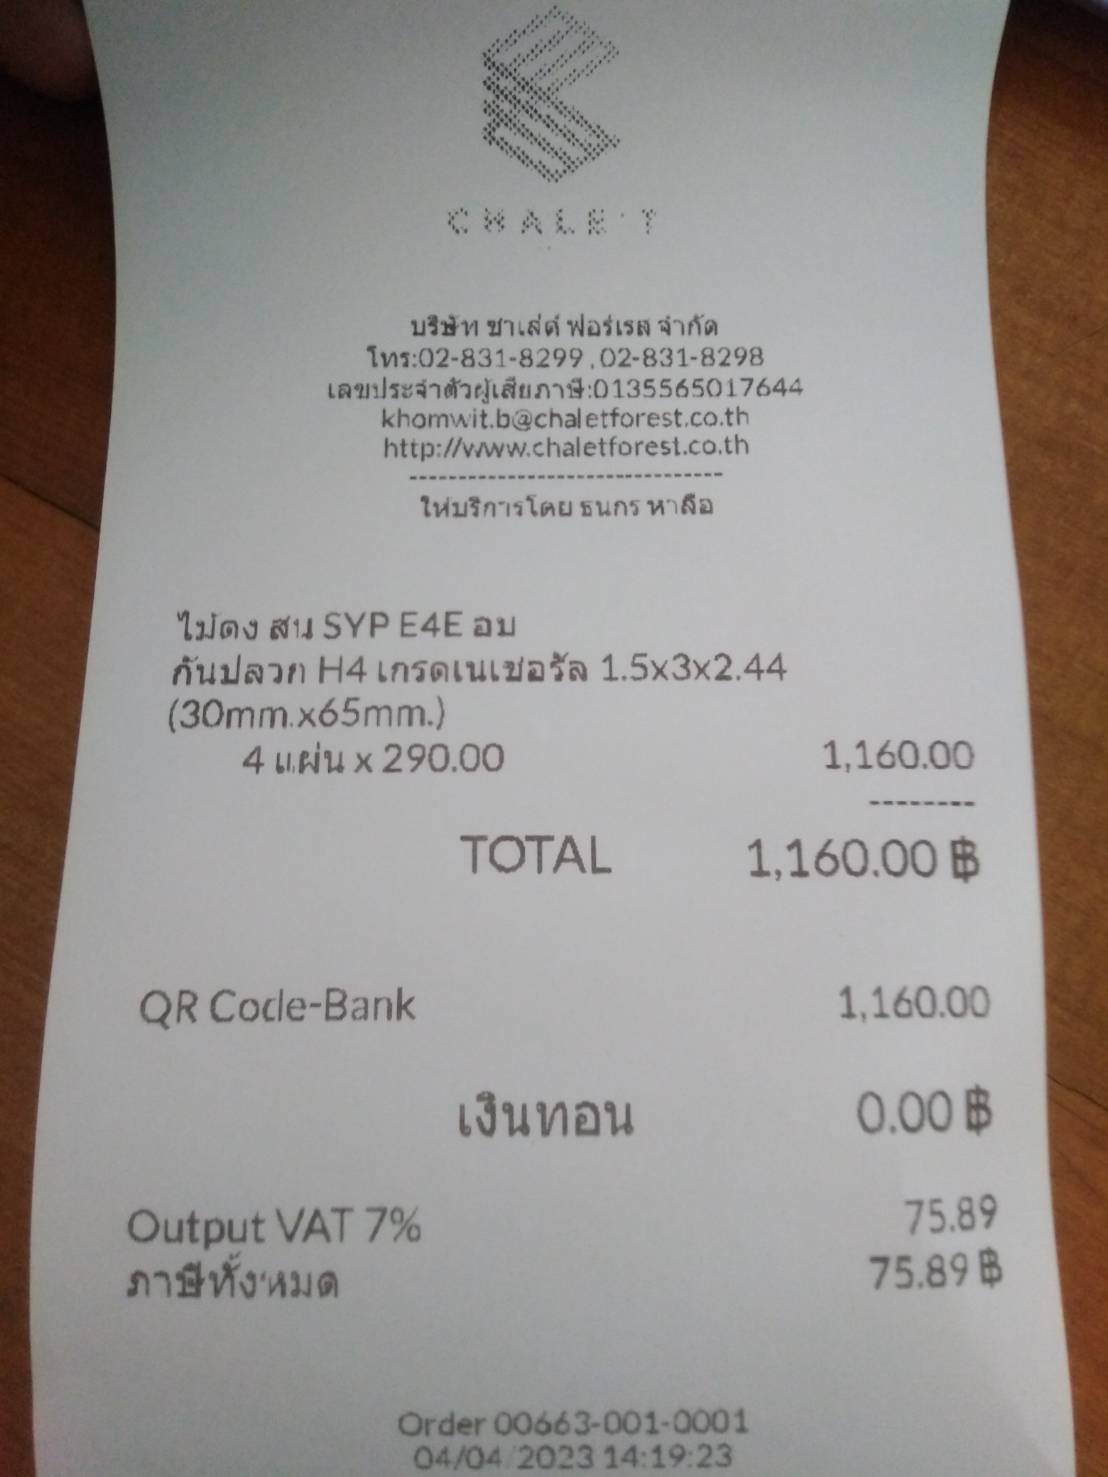 CHALE'T
บริษัท ชาเล่ต์ ฟอร์เรส จำกัด
โทร:02-831-8299 , 02-831-8298
เลขประจำตัวผู้เสียภาษี:0135565017644
khomwit.b@chaletforest.co.th
http://www.chaletforest.co.th
--------------------------------
ให้บริการโดย ธนกร หาลือ
ไม้ดง สน SYP E4E อบ
กันปลวก H4 เกรดเนเชอรัล 1.5x3x2.44
(30mm.x65mm.)
4 แผ่น x 290.00 1,160.00
--------
TOTAL 1,160.00 ฿
QR Code-Bank 1,160.00
เงินทอน 0.00 ฿
Output VAT 7% 75.89
ภาษีทั้งหมด 75.89 ฿
Order 00663-001-0001
04/04/2023 14:19:23